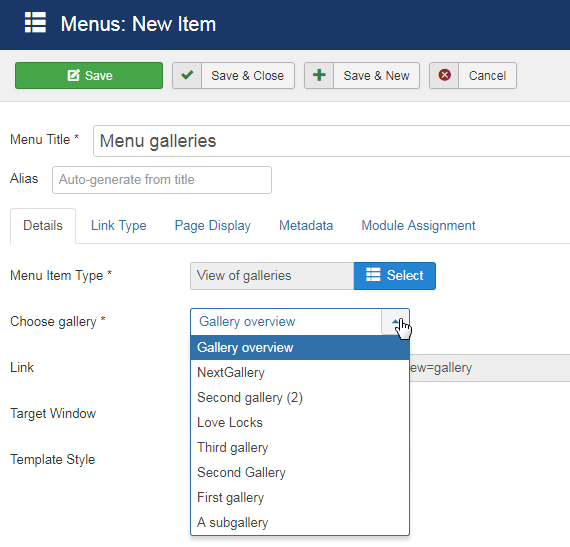 Menus: New Item
Save Save & Close Save & New Cancel
Menu Title * Menu galleries
Alias Auto-generate from title
Details Link Type Page Display Metadata Module Assignment
Menu Item Type * View of galleries Select
Choose gallery * Gallery overview
Gallery overview
Link ew=gallery
NextGallery
Second gallery (2)
Target Window
Love Locks
Third gallery
Template Style
Second Gallery
First gallery
A subgallery